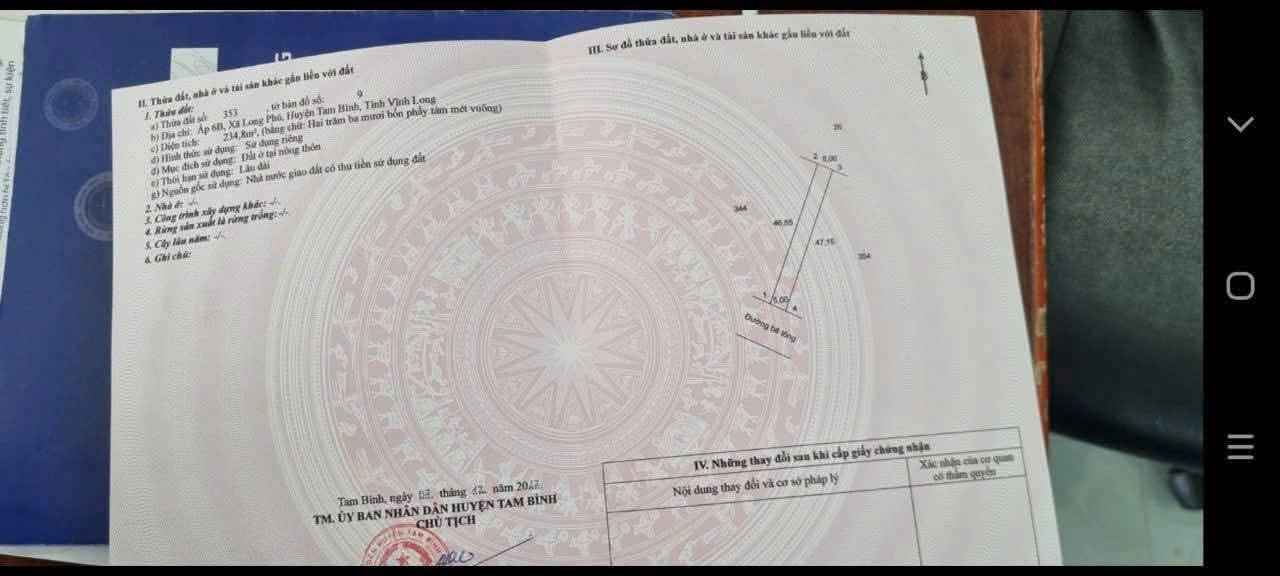 II. Thửa đất, nhà ở và tài sản khác gắn liền với đất
1. Thửa đất:
a) Thửa đất số: 353, tờ bản đồ số: 9
b) Địa chỉ: Ấp 6B, Xã Long Phú, Huyện Tam Bình, Tỉnh Vĩnh Long
c) Diện tích: 234,8m², (bằng chữ: Hai trăm ba mươi bốn phẩy tám mét vuông)
d) Hình thức sử dụng: Sử dụng riêng
đ) Mục đích sử dụng: Đất ở tại nông thôn
e) Thời hạn sử dụng: Lâu dài
g) Nguồn gốc sử dụng: Nhà nước giao đất có thu tiền sử dụng đất
2. Nhà ở: -/-.
3. Công trình xây dựng khác: -/-.
4. Rừng sản xuất là rừng trồng: -/-.
5. Cây lâu năm: -/-.
6. Ghi chú:
Tam Bình, ngày tháng năm
TM. ỦY BAN NHÂN DÂN HUYỆN TAM BÌNH
CHỦ TỊCH
III. Sơ đồ thửa đất, nhà ở và tài sản khác gắn liền với đất
2 5,00 3
344
46,85
47,15
354
1 5,00 4
Đường bê tông
IV. Những thay đổi sau khi cấp giấy chứng nhận
Nội dung thay đổi và cơ sở pháp lý
Xác nhận của cơ quan
có thẩm quyền